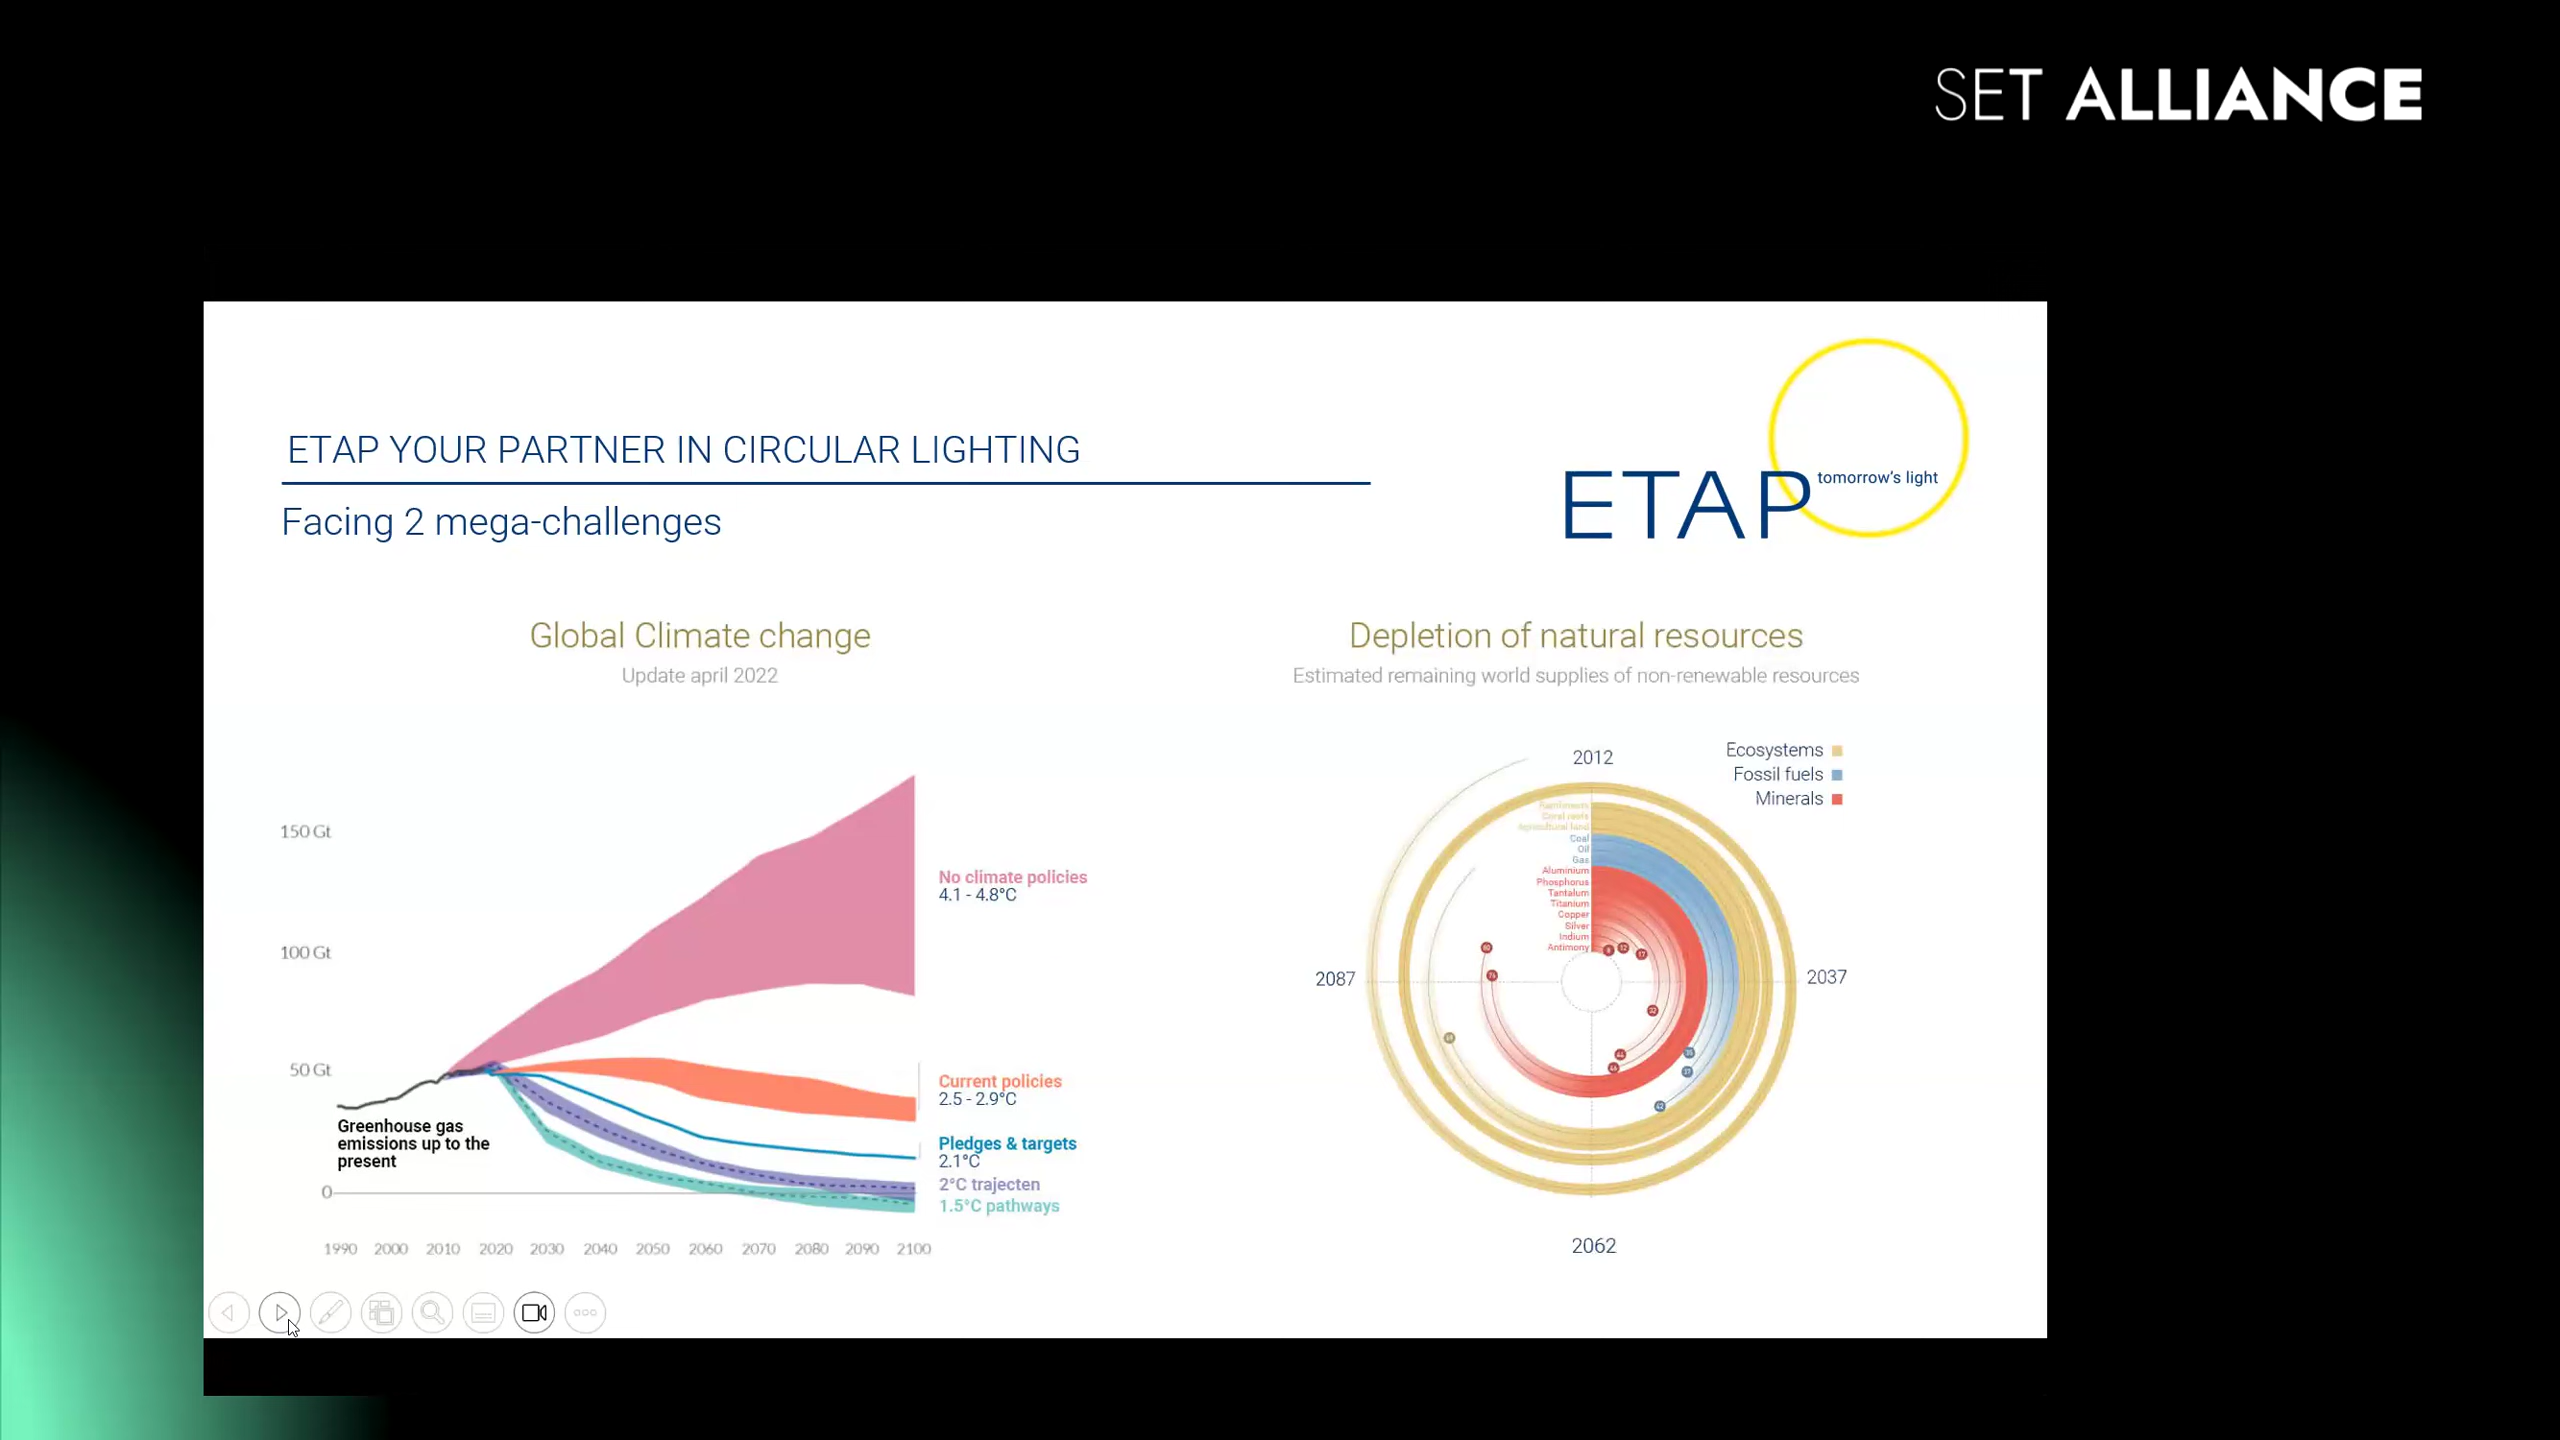 SET ALLIANCE
ETAP YOUR PARTNER IN CIRCULAR LIGHTING
Facing 2 mega-challenges
ETAP tomorrow's light
Global Climate change
Update april 2022
150 Gt
100 Gt
50 Gt
0
No climate policies
4.1 - 4.8°C
Current policies
2.5 - 2.9°C
Pledges & targets
2.1°C
2°C trajecten
1.5°C pathways
Greenhouse gas
emissions up to the
present
1990 2000 2010 2020 2030 2040 2050 2060 2070 2080 2090 2100
Depletion of natural resources
Estimated remaining world supplies of non-renewable resources
Ecosystems
Fossil fuels
Minerals
2012
2037
2062
2087
Rainforests
Coral reefs
Agricultural land
Coal
Oil
Gas
Aluminium
Phosphorus
Tantalum
Titanium
Copper
Silver
Indium
Antimony